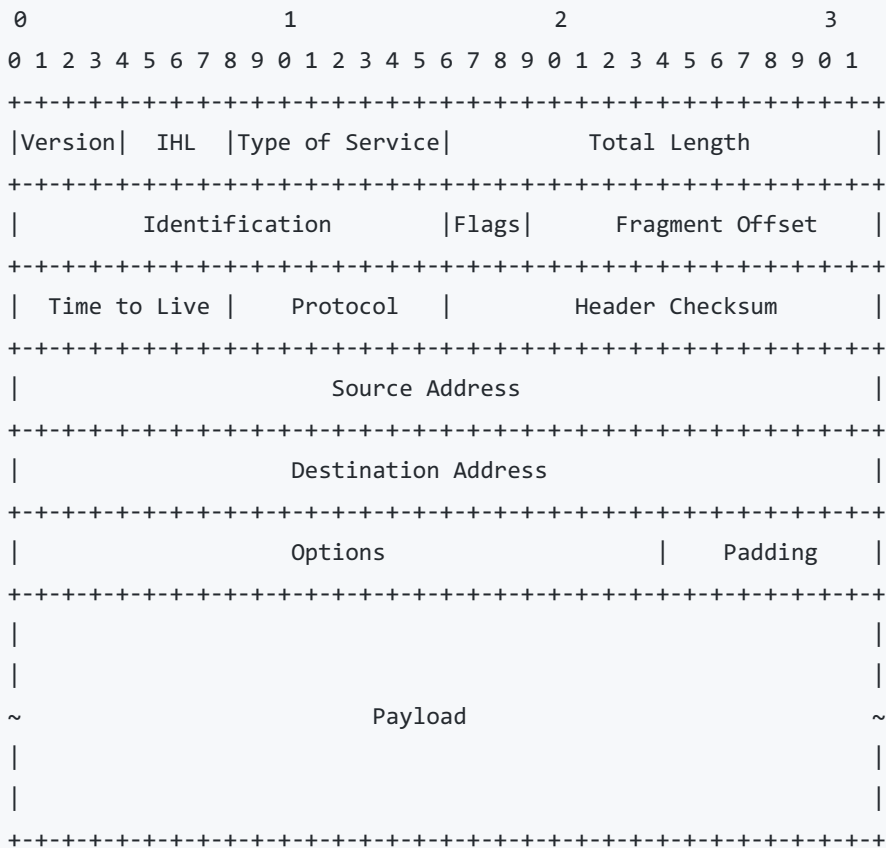 0                   1                   2                   3
0 1 2 3 4 5 6 7 8 9 0 1 2 3 4 5 6 7 8 9 0 1 2 3 4 5 6 7 8 9 0 1
+-+-+-+-+-+-+-+-+-+-+-+-+-+-+-+-+-+-+-+-+-+-+-+-+-+-+-+-+-+-+-+-+
|Version|  IHL  |Type of Service|          Total Length         |
+-+-+-+-+-+-+-+-+-+-+-+-+-+-+-+-+-+-+-+-+-+-+-+-+-+-+-+-+-+-+-+-+
|         Identification        |Flags|      Fragment Offset    |
+-+-+-+-+-+-+-+-+-+-+-+-+-+-+-+-+-+-+-+-+-+-+-+-+-+-+-+-+-+-+-+-+
|  Time to Live |    Protocol   |         Header Checksum       |
+-+-+-+-+-+-+-+-+-+-+-+-+-+-+-+-+-+-+-+-+-+-+-+-+-+-+-+-+-+-+-+-+
|                       Source Address                          |
+-+-+-+-+-+-+-+-+-+-+-+-+-+-+-+-+-+-+-+-+-+-+-+-+-+-+-+-+-+-+-+-+
|                    Destination Address                        |
+-+-+-+-+-+-+-+-+-+-+-+-+-+-+-+-+-+-+-+-+-+-+-+-+-+-+-+-+-+-+-+-+
|                    Options                    |    Padding    |
+-+-+-+-+-+-+-+-+-+-+-+-+-+-+-+-+-+-+-+-+-+-+-+-+-+-+-+-+-+-+-+-+
|                                                               |
|                                                               |
~                          Payload                              ~
|                                                               |
|                                                               |
+-+-+-+-+-+-+-+-+-+-+-+-+-+-+-+-+-+-+-+-+-+-+-+-+-+-+-+-+-+-+-+-+